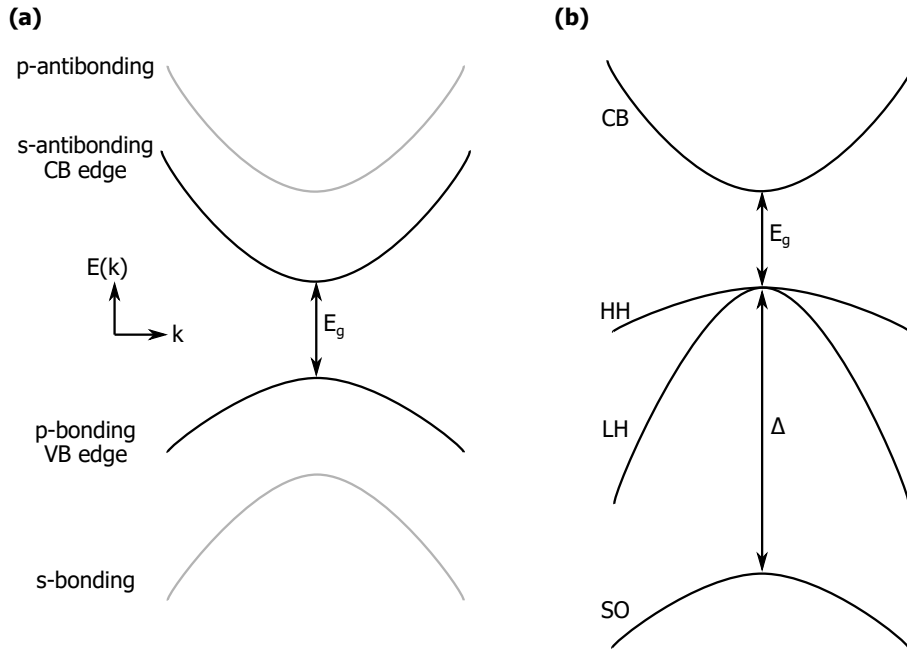 (a)
p-antibonding
s-antibonding
CB edge
E(k)
k
E_g
p-bonding
VB edge
s-bonding
(b)
CB
E_g
HH
LH
Δ
SO